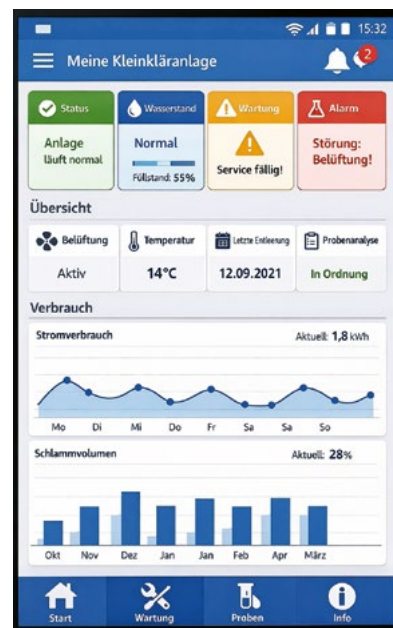 15:32
Meine Kleinkläranlage
2
Status
Wasserstand
Wartung
Alarm
Anlage
läuft normal
Normal
Füllstand: 55%
Service fällig!
Störung:
Belüftung!
Übersicht
Belüftung
Temperatur
Letzte Entleerung
Probenanalyse
Aktiv
14°C
12.09.2021
In Ordnung
Verbrauch
Stromverbrauch
Aktuell: 1,8 kWh
Mo Di Mi Do Fr Sa Sa So
Schlammvolumen
Aktuell: 28%
Okt Nov Dez Jan Jan Feb Apr März
Start
Wartung
Proben
Info